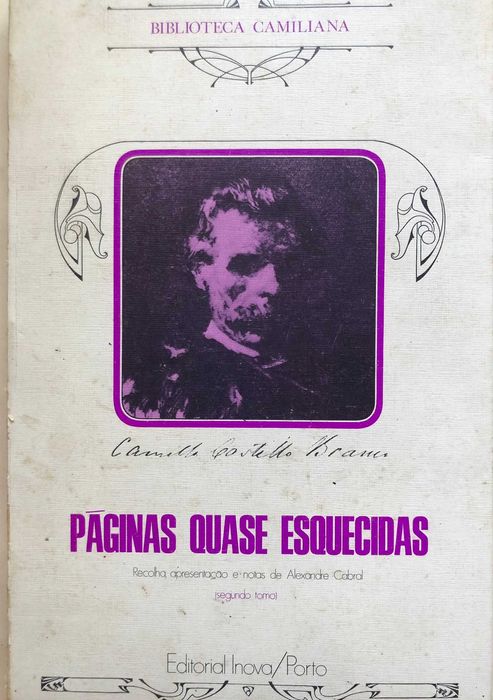 BIBLIOTECA CAMILIANA
Camillo Castello Branco
PÁGINAS QUASE ESQUECIDAS
Recolha, apresentação e notas de Alexandre Cabral
(segundo tomo)
Editorial Inova/Porto